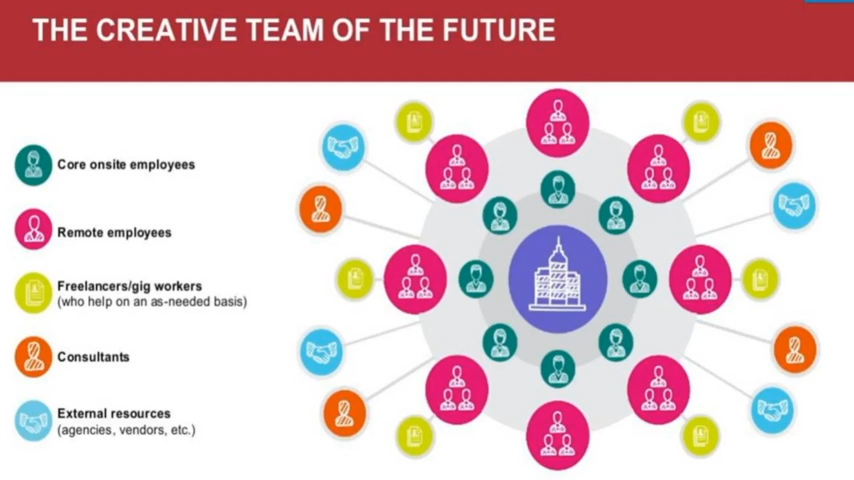 THE CREATIVE TEAM OF THE FUTURE
Core onsite employees
Remote employees
Freelancers/gig workers
(who help on an as-needed basis)
Consultants
External resources
(agencies, vendors, etc.)